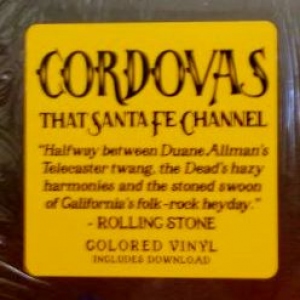 CORDOVAS
THAT SANTA FE CHANNEL
"Halfway between Duane Allman's
Telecaster twang, the Dead's hazy
harmonies and the stoned swoon
of California's folk-rock heyday."
- ROLLING STONE
COLORED VINYL
INCLUDES DOWNLOAD